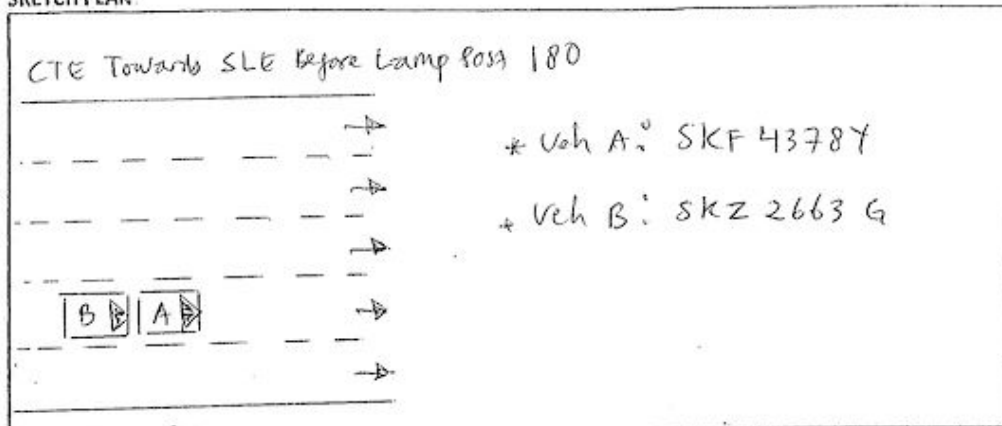 SKETCH PLAN
CTE Towards SLE Before Lamp Post 180
* Veh A: SKF 4378Y
* Veh B: SKZ 2663 G
B A